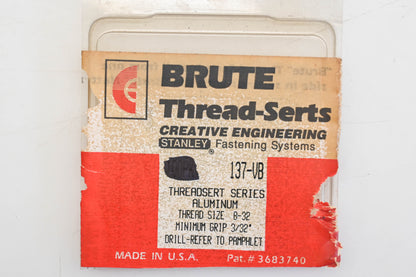 BRUTE
Thread-Serts
CREATIVE ENGINEERING
STANLEY® Fastening Systems
137-VB
THREADSERT SERIES
ALUMINUM
THREAD SIZE 8-32
MINIMUM GRIP 3/32"
DRILL-REFER TO PAMPHLET
MADE IN U.S.A. Pat.# 3683740